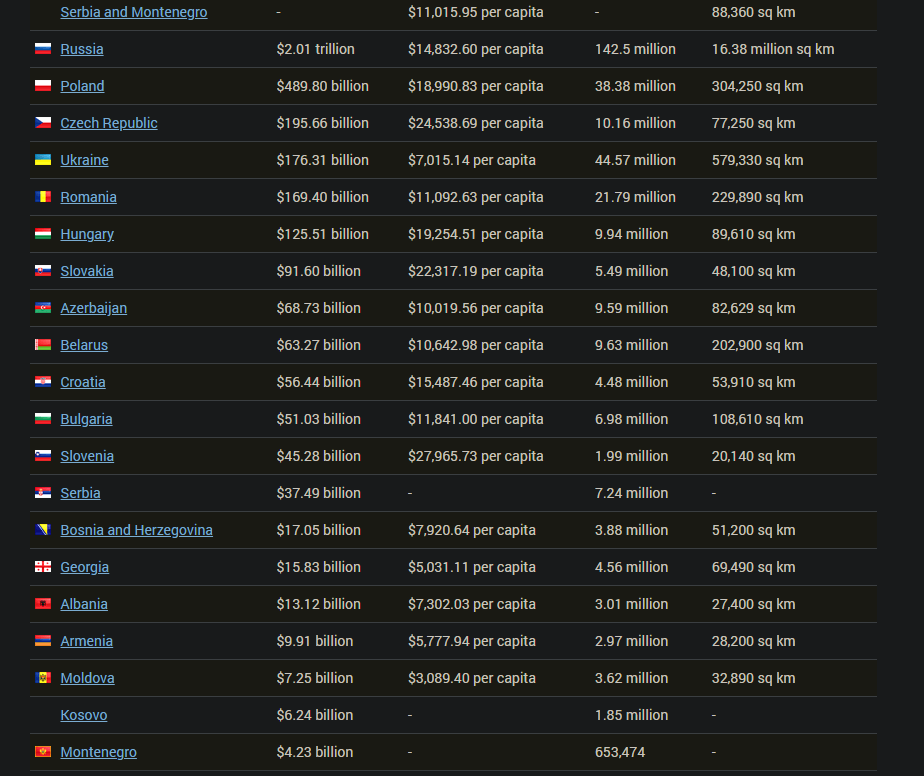 Serbia and Montenegro - $11,015.95 per capita - 88,360 sq km
Russia $2.01 trillion $14,832.60 per capita 142.5 million 16.38 million sq km
Poland $489.80 billion $18,990.83 per capita 38.38 million 304,250 sq km
Czech Republic $195.66 billion $24,538.69 per capita 10.16 million 77,250 sq km
Ukraine $176.31 billion $7,015.14 per capita 44.57 million 579,330 sq km
Romania $169.40 billion $11,092.63 per capita 21.79 million 229,890 sq km
Hungary $125.51 billion $19,254.51 per capita 9.94 million 89,610 sq km
Slovakia $91.60 billion $22,317.19 per capita 5.49 million 48,100 sq km
Azerbaijan $68.73 billion $10,019.56 per capita 9.59 million 82,629 sq km
Belarus $63.27 billion $10,642.98 per capita 9.63 million 202,900 sq km
Croatia $56.44 billion $15,487.46 per capita 4.48 million 53,910 sq km
Bulgaria $51.03 billion $11,841.00 per capita 6.98 million 108,610 sq km
Slovenia $45.28 billion $27,965.73 per capita 1.99 million 20,140 sq km
Serbia $37.49 billion - 7.24 million -
Bosnia and Herzegovina $17.05 billion $7,920.64 per capita 3.88 million 51,200 sq km
Georgia $15.83 billion $5,031.11 per capita 4.56 million 69,490 sq km
Albania $13.12 billion $7,302.03 per capita 3.01 million 27,400 sq km
Armenia $9.91 billion $5,777.94 per capita 2.97 million 28,200 sq km
Moldova $7.25 billion $3,089.40 per capita 3.62 million 32,890 sq km
Kosovo $6.24 billion - 1.85 million -
Montenegro $4.23 billion - 653,474 -